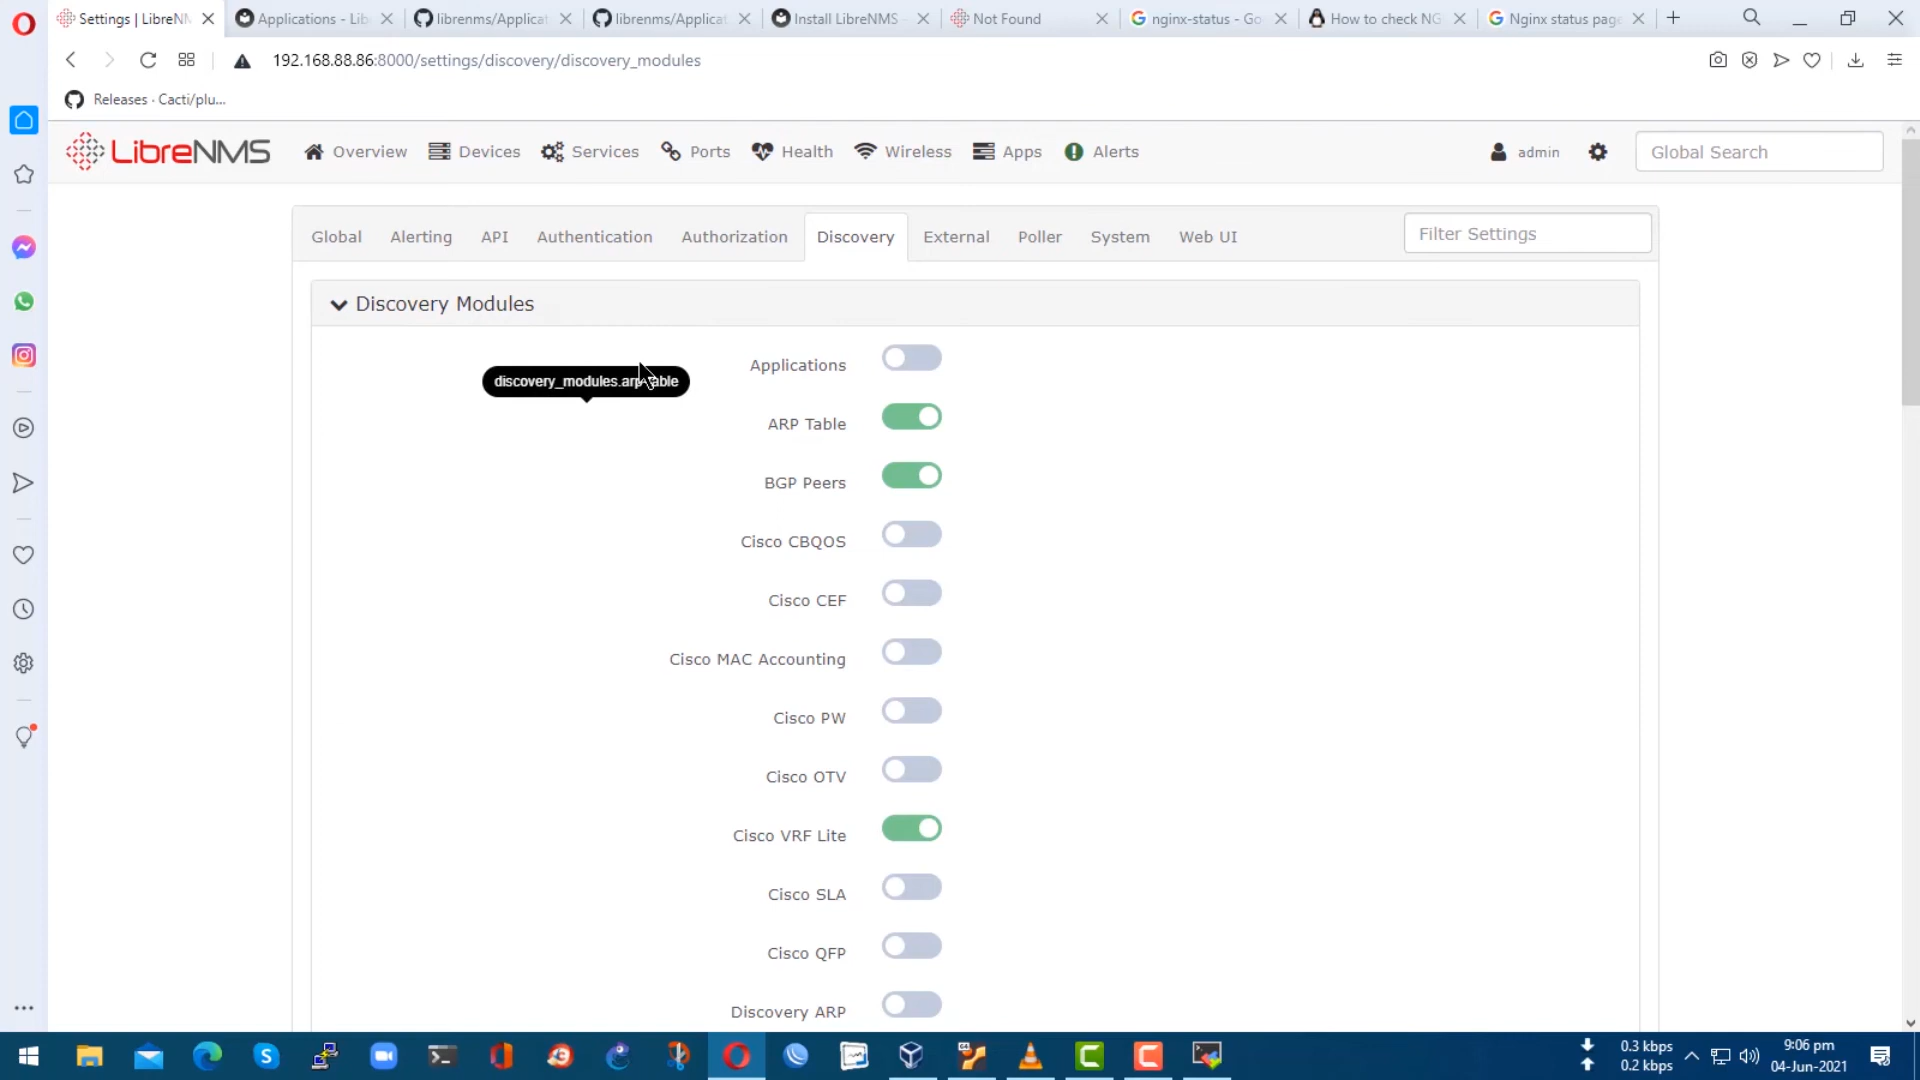 Settings | LibreNM
Applications - Lib
librenms/Applicat
librenms/Applicat
Install LibreNMS -
Not Found
nginx-status - Go
How to check NG
Nginx status page
192.168.88.86:8000/settings/discovery/discovery_modules
Releases · Cacti/plu...
LibreNMS
Overview
Devices
Services
Ports
Health
Wireless
Apps
Alerts
admin
Global Search
Global
Alerting
API
Authentication
Authorization
Discovery
External
Poller
System
Web UI
Filter Settings
Discovery Modules
Applications
discovery_modules.arp-table
ARP Table
BGP Peers
Cisco CBQOS
Cisco CEF
Cisco MAC Accounting
Cisco PW
Cisco OTV
Cisco VRF Lite
Cisco SLA
Cisco QFP
Discovery ARP
0.3 kbps
0.2 kbps
9:06 pm
04-Jun-2021